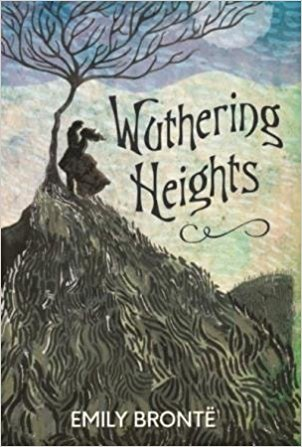 Wuthering
Heights
EMILY BRONTË